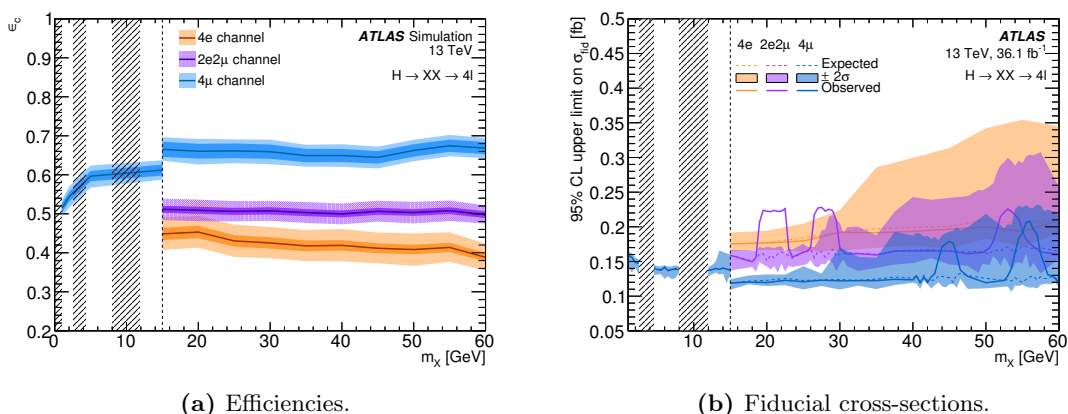 ϵ_c
1
0.9
0.8
0.7
0.6
0.5
0.4
0.3
0.2
0
10
20
30
40
50
60
m_X [GeV]
4e channel
2e2μ channel
4μ channel
ATLAS Simulation
13 TeV
H → XX → 4l
(a) Efficiencies.
95% CL upper limit on σ_fid [fb]
0.5
0.45
0.4
0.35
0.3
0.25
0.2
0.15
0.1
0.05
10
20
30
40
50
60
m_X [GeV]
4e 2e2μ 4μ
Expected
± 2σ
Observed
ATLAS
13 TeV, 36.1 fb⁻¹
H → XX → 4l
(b) Fiducial cross-sections.